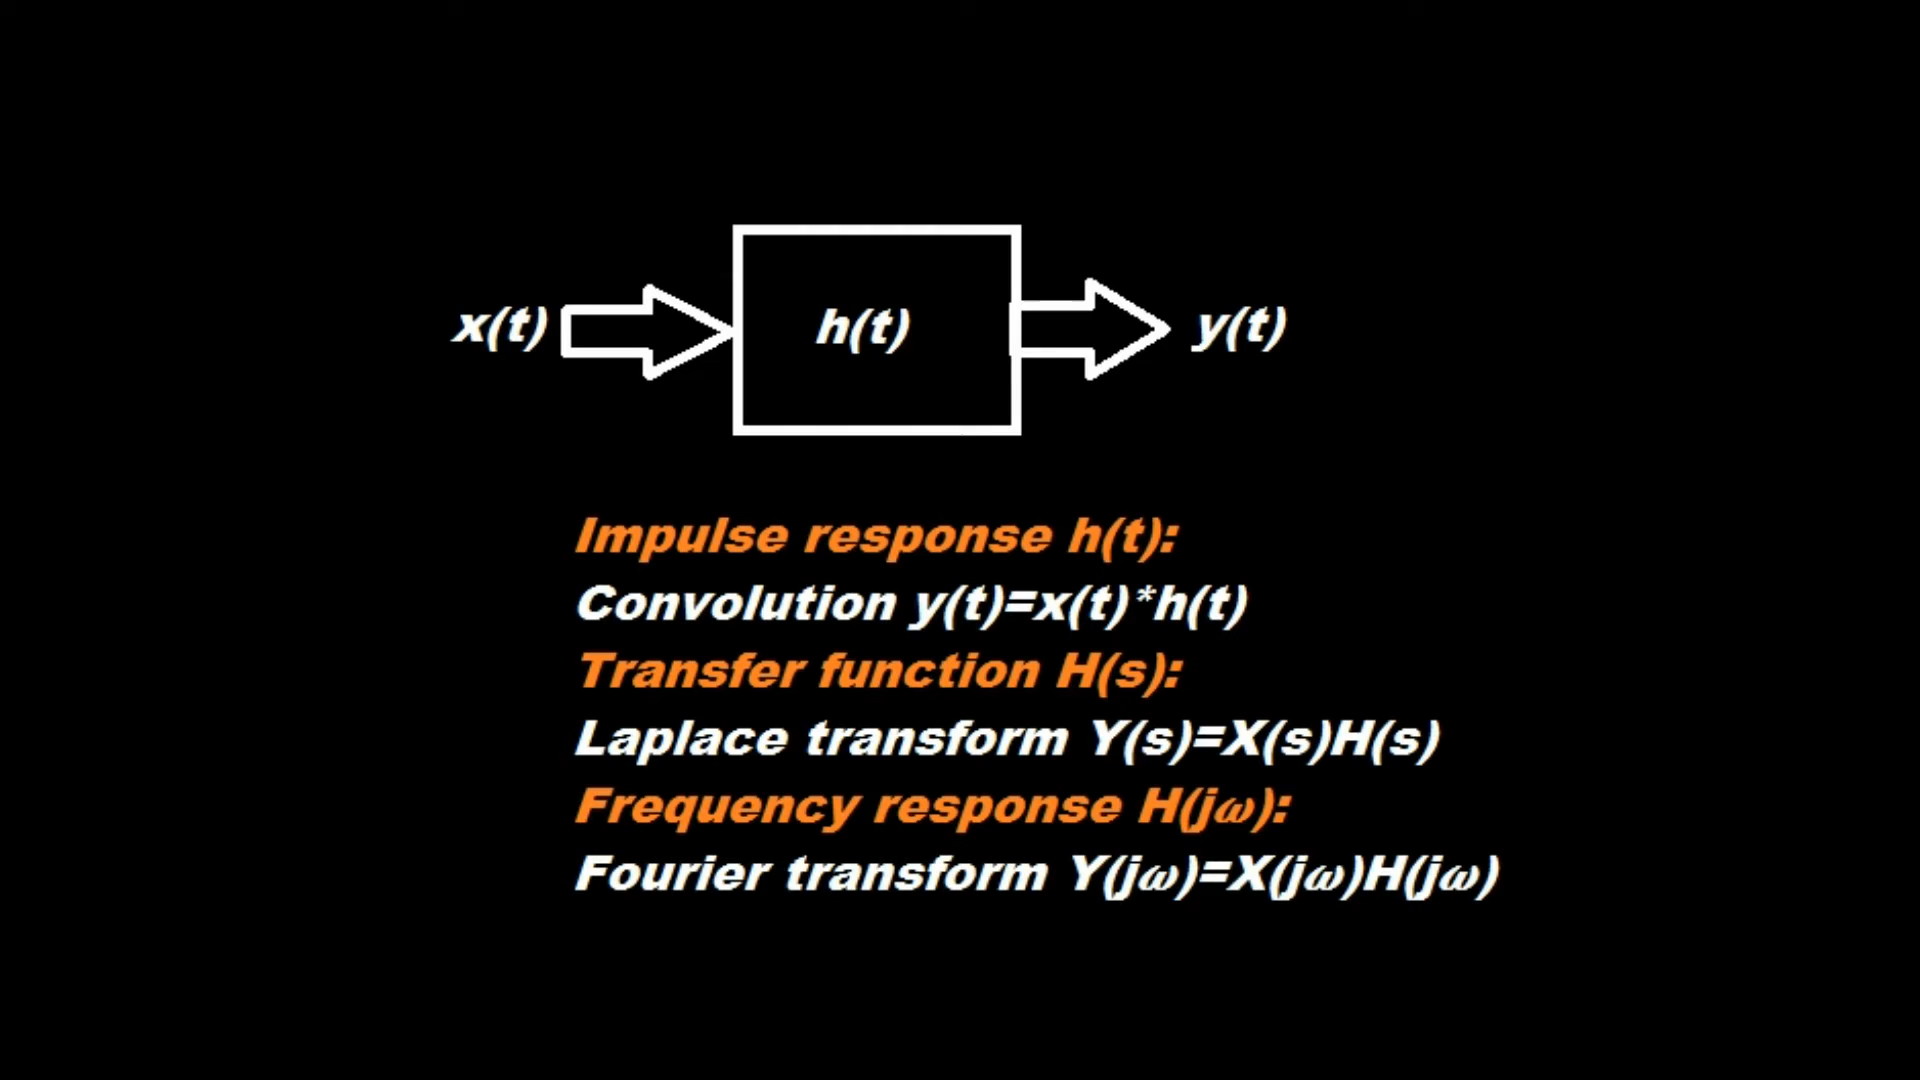 x(t) h(t) y(t)
Impulse response h(t):
Convolution y(t)=x(t)*h(t)
Transfer function H(s):
Laplace transform Y(s)=X(s)H(s)
Frequency response H(jω):
Fourier transform Y(jω)=X(jω)H(jω)